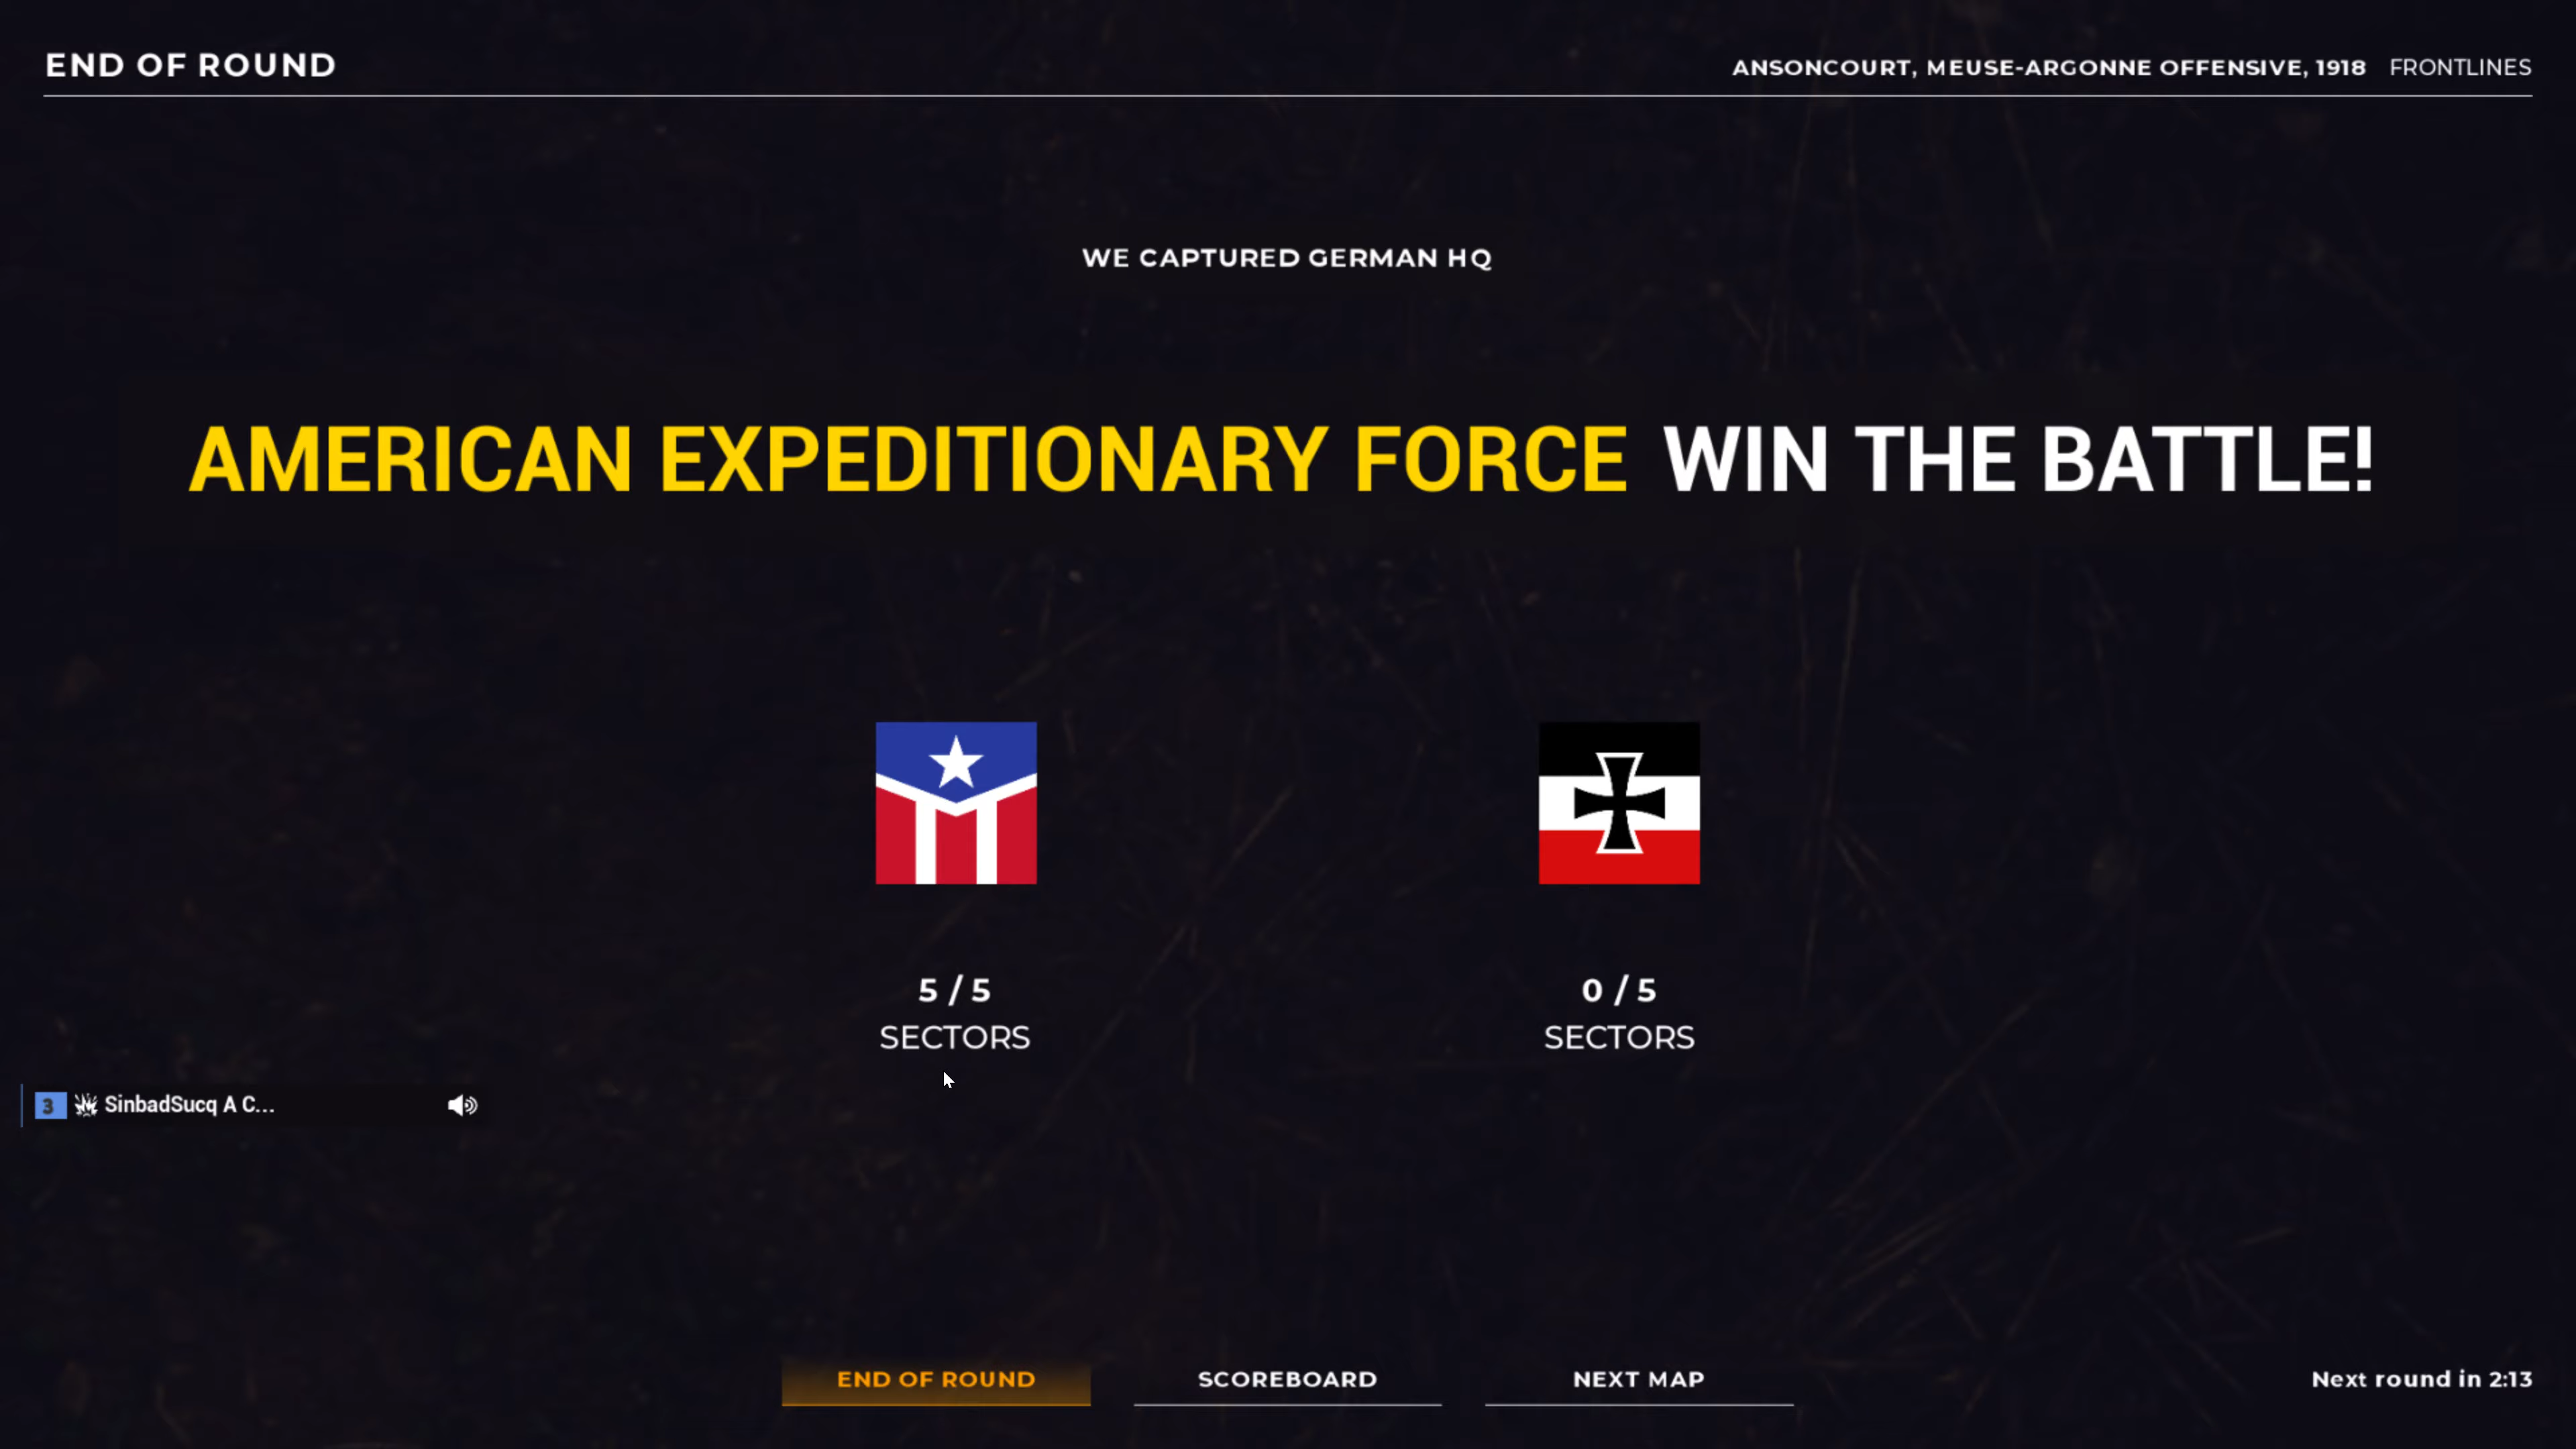 END OF ROUND
ANSONCOURT, MEUSE-ARGONNE OFFENSIVE, 1918 FRONTLINES
WE CAPTURED GERMAN HQ
AMERICAN EXPEDITIONARY FORCE WIN THE BATTLE!
5 / 5
SECTORS
0 / 5
SECTORS
3 SinbadSucq A C...
END OF ROUND
SCOREBOARD
NEXT MAP
Next round in 2:13